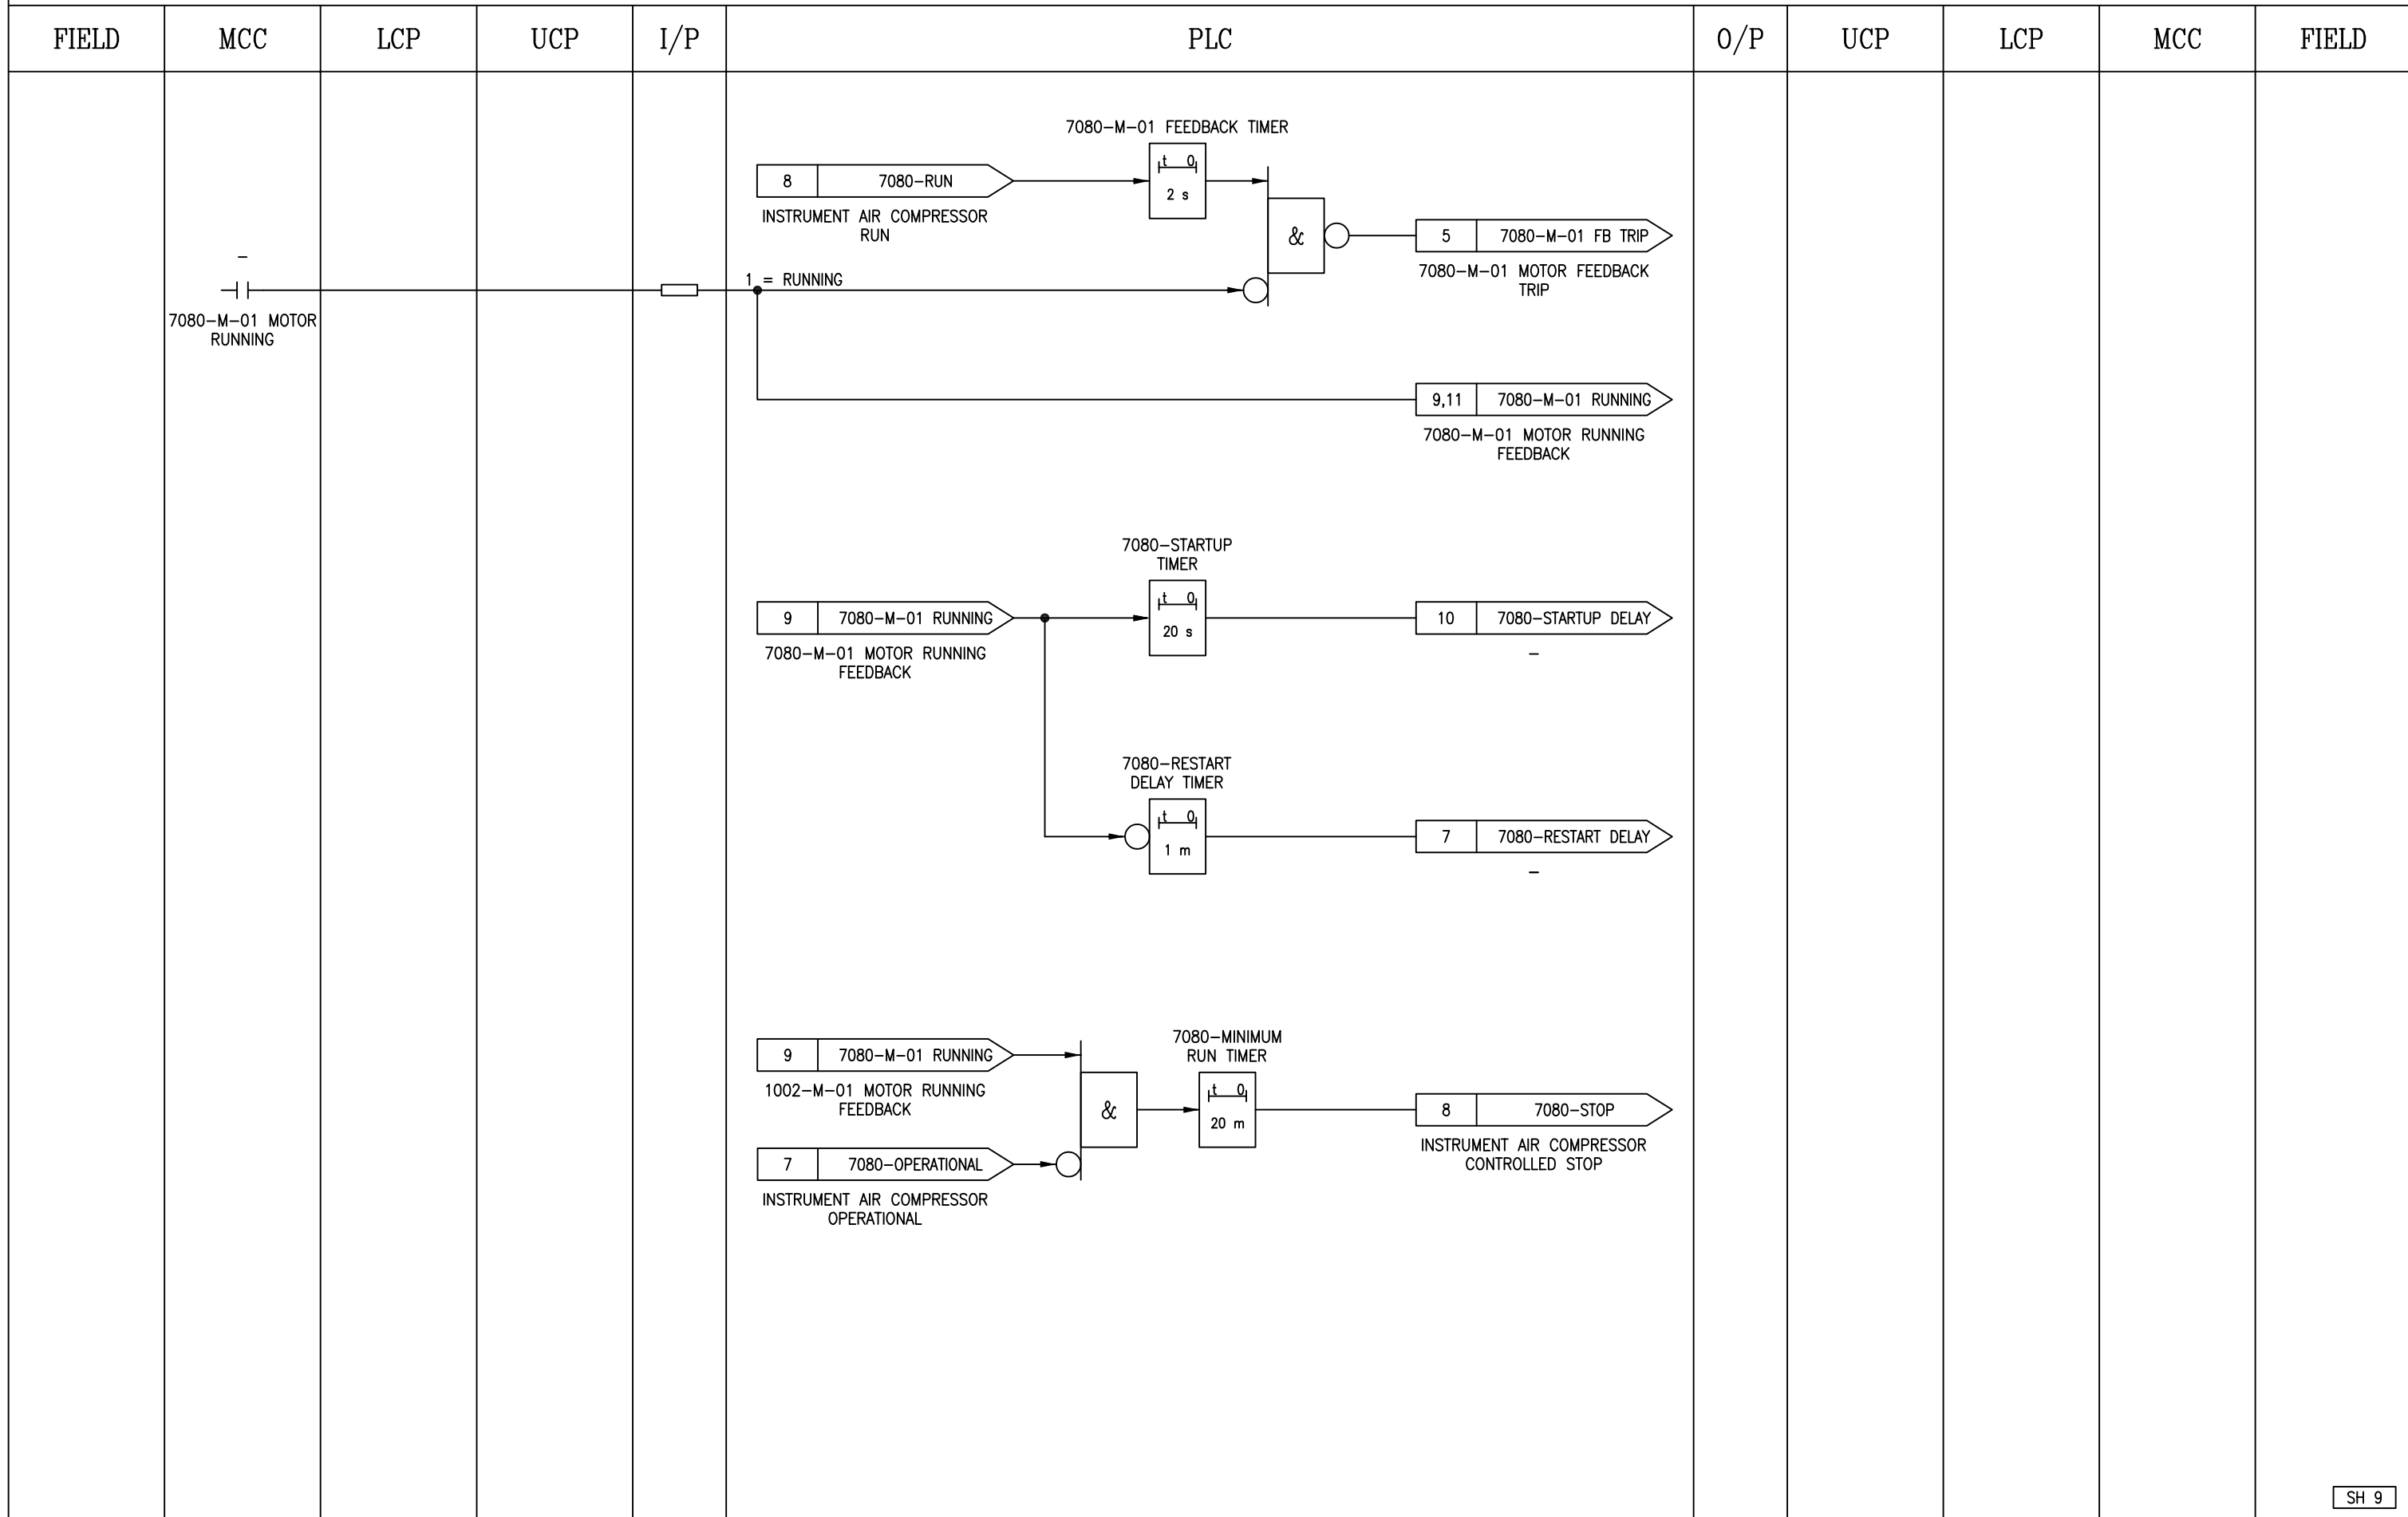 FIELD MCC LCP UCP I/P PLC O/P UCP LCP MCC FIELD
7080-M-01 FEEDBACK TIMER
t 0
2 s
8 7080-RUN
INSTRUMENT AIR COMPRESSOR
RUN
&
5 7080-M-01 FB TRIP
7080-M-01 MOTOR FEEDBACK
TRIP
-
1 = RUNNING
7080-M-01 MOTOR
RUNNING
9,11 7080-M-01 RUNNING
7080-M-01 MOTOR RUNNING
FEEDBACK
7080-STARTUP
TIMER
t 0
20 s
9 7080-M-01 RUNNING
7080-M-01 MOTOR RUNNING
FEEDBACK
10 7080-STARTUP DELAY
-
7080-RESTART
DELAY TIMER
t 0
1 m
7 7080-RESTART DELAY
-
9 7080-M-01 RUNNING
1002-M-01 MOTOR RUNNING
FEEDBACK
&
7080-MINIMUM
RUN TIMER
t 0
20 m
8 7080-STOP
INSTRUMENT AIR COMPRESSOR
CONTROLLED STOP
7 7080-OPERATIONAL
INSTRUMENT AIR COMPRESSOR
OPERATIONAL
SH 9